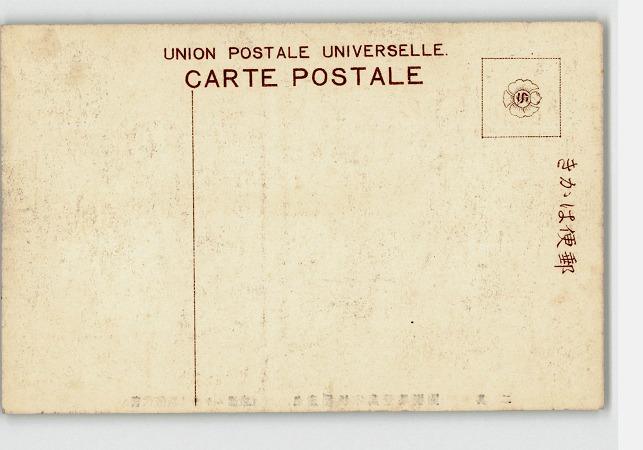 UNION POSTALE UNIVERSELLE.
CARTE POSTALE
きかは便郵